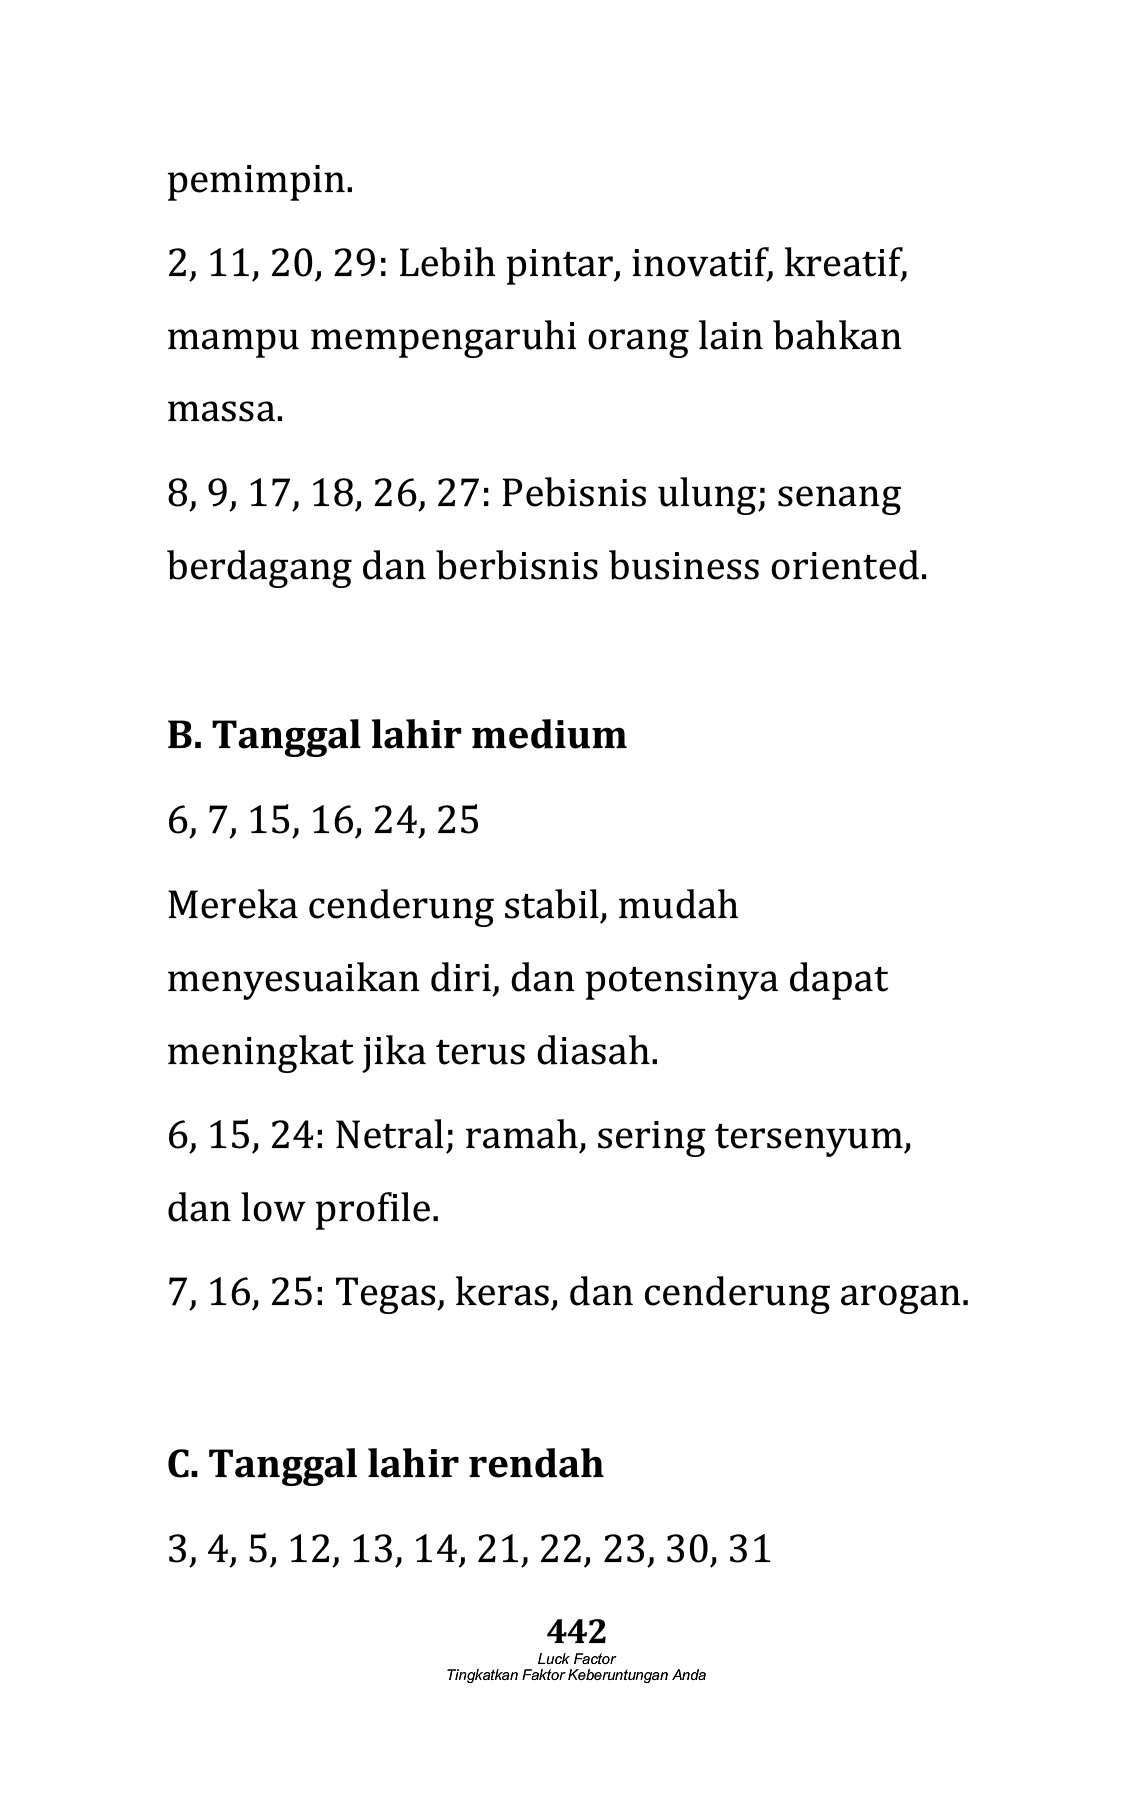 pemimpin.
2, 11, 20, 29: Lebih pintar, inovatif, kreatif,
mampu mempengaruhi orang lain bahkan
massa.
8, 9, 17, 18, 26, 27: Pebisnis ulung; senang
berdagang dan berbisnis business oriented.
B. Tanggal lahir medium
6, 7, 15, 16, 24, 25
Mereka cenderung stabil, mudah
menyesuaikan diri, dan potensinya dapat
meningkat jika terus diasah.
6, 15, 24: Netral; ramah, sering tersenyum,
dan low profile.
7, 16, 25: Tegas, keras, dan cenderung arogan.
C. Tanggal lahir rendah
3, 4, 5, 12, 13, 14, 21, 22, 23, 30, 31
442
Luck Factor
Tingkatkan Faktor Keberuntungan Anda